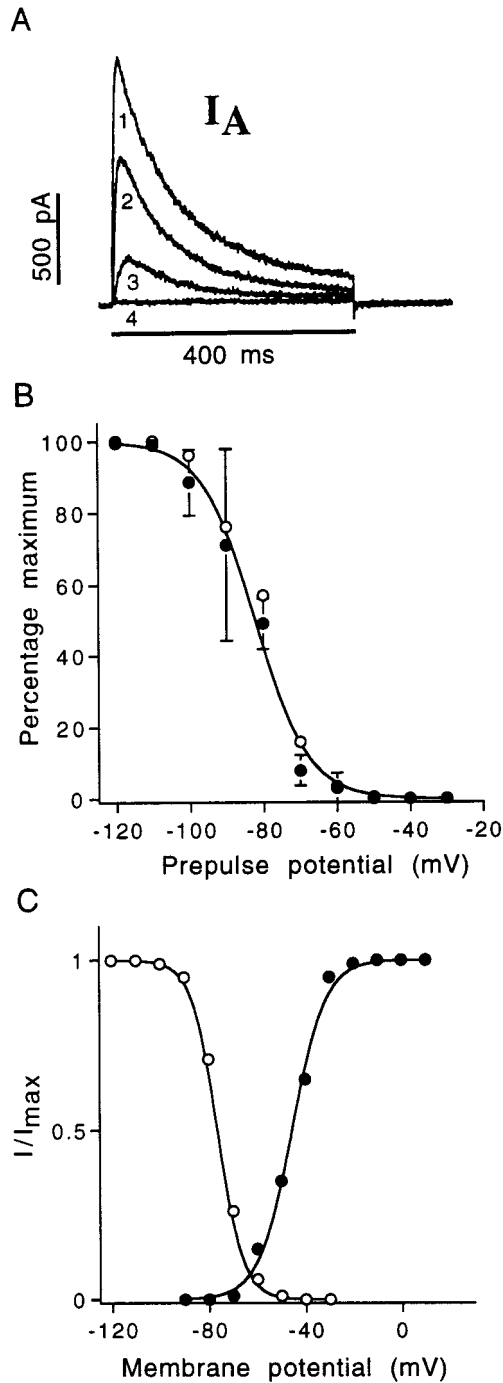 A
I_A
1
2
3
4
500 pA
400 ms
B
Percentage maximum
100
80
60
40
20
0
-120 -100 -80 -60 -40 -20
Prepulse potential (mV)
C
I/I_max
1
0.5
0
-120 -80 -40 0
Membrane potential (mV)